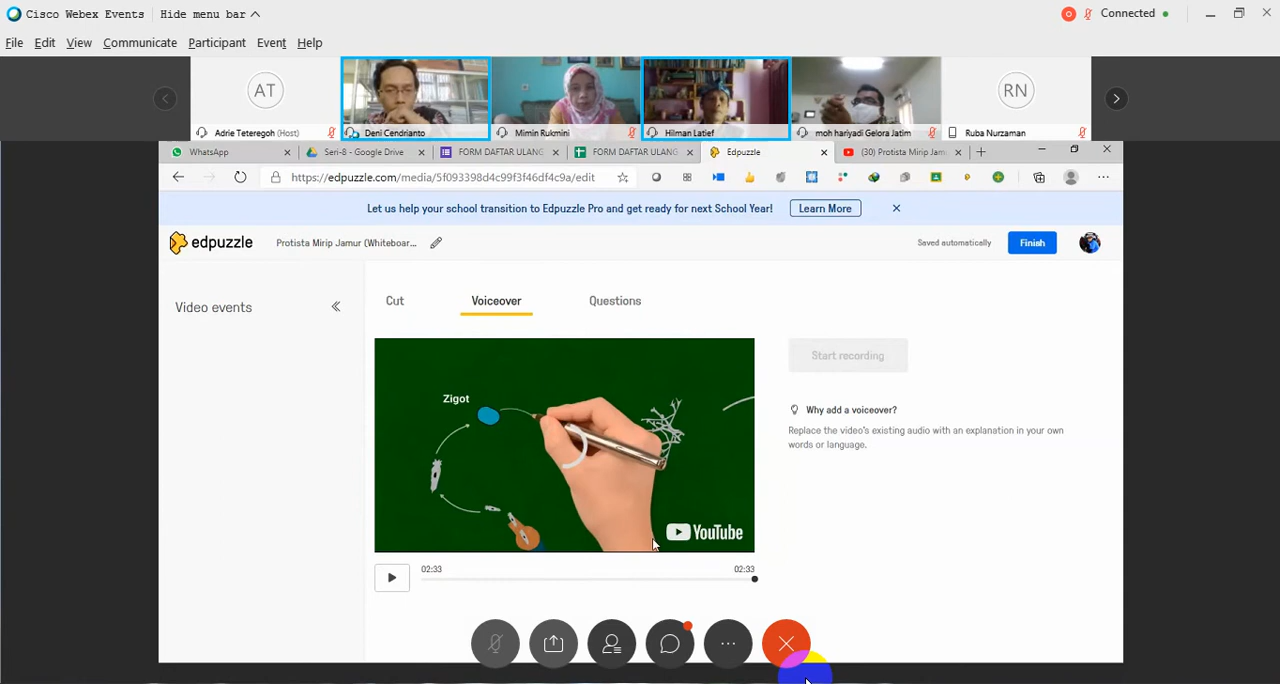 Cisco Webex Events
Hide menu bar
Connected
File Edit View Communicate Participant Event Help
AT
RN
Adrie Teteregoh (Host)
Deni Cendrianto
Mimin Rukmini
Hilman Latief
moh hariyadi Gelora Jatim
Ruba Nurzaman
WhatsApp
Seri-8 - Google Drive
FORM DAFTAR ULANG
FORM DAFTAR ULANG
Edpuzzle
(30) Protista Mirip Jam
https://edpuzzle.com/media/5f093398d4c99f3f46df4c9a/edit
Let us help your school transition to Edpuzzle Pro and get ready for next School Year!
Learn More
edpuzzle
Protista Mirip Jamur (Whiteboar...
Saved automatically
Finish
Video events
Cut
Voiceover
Questions
Zigot
YouTube
02:33
02:33
Start recording
Why add a voiceover?
Replace the video's existing audio with an explanation in your own
words or language.